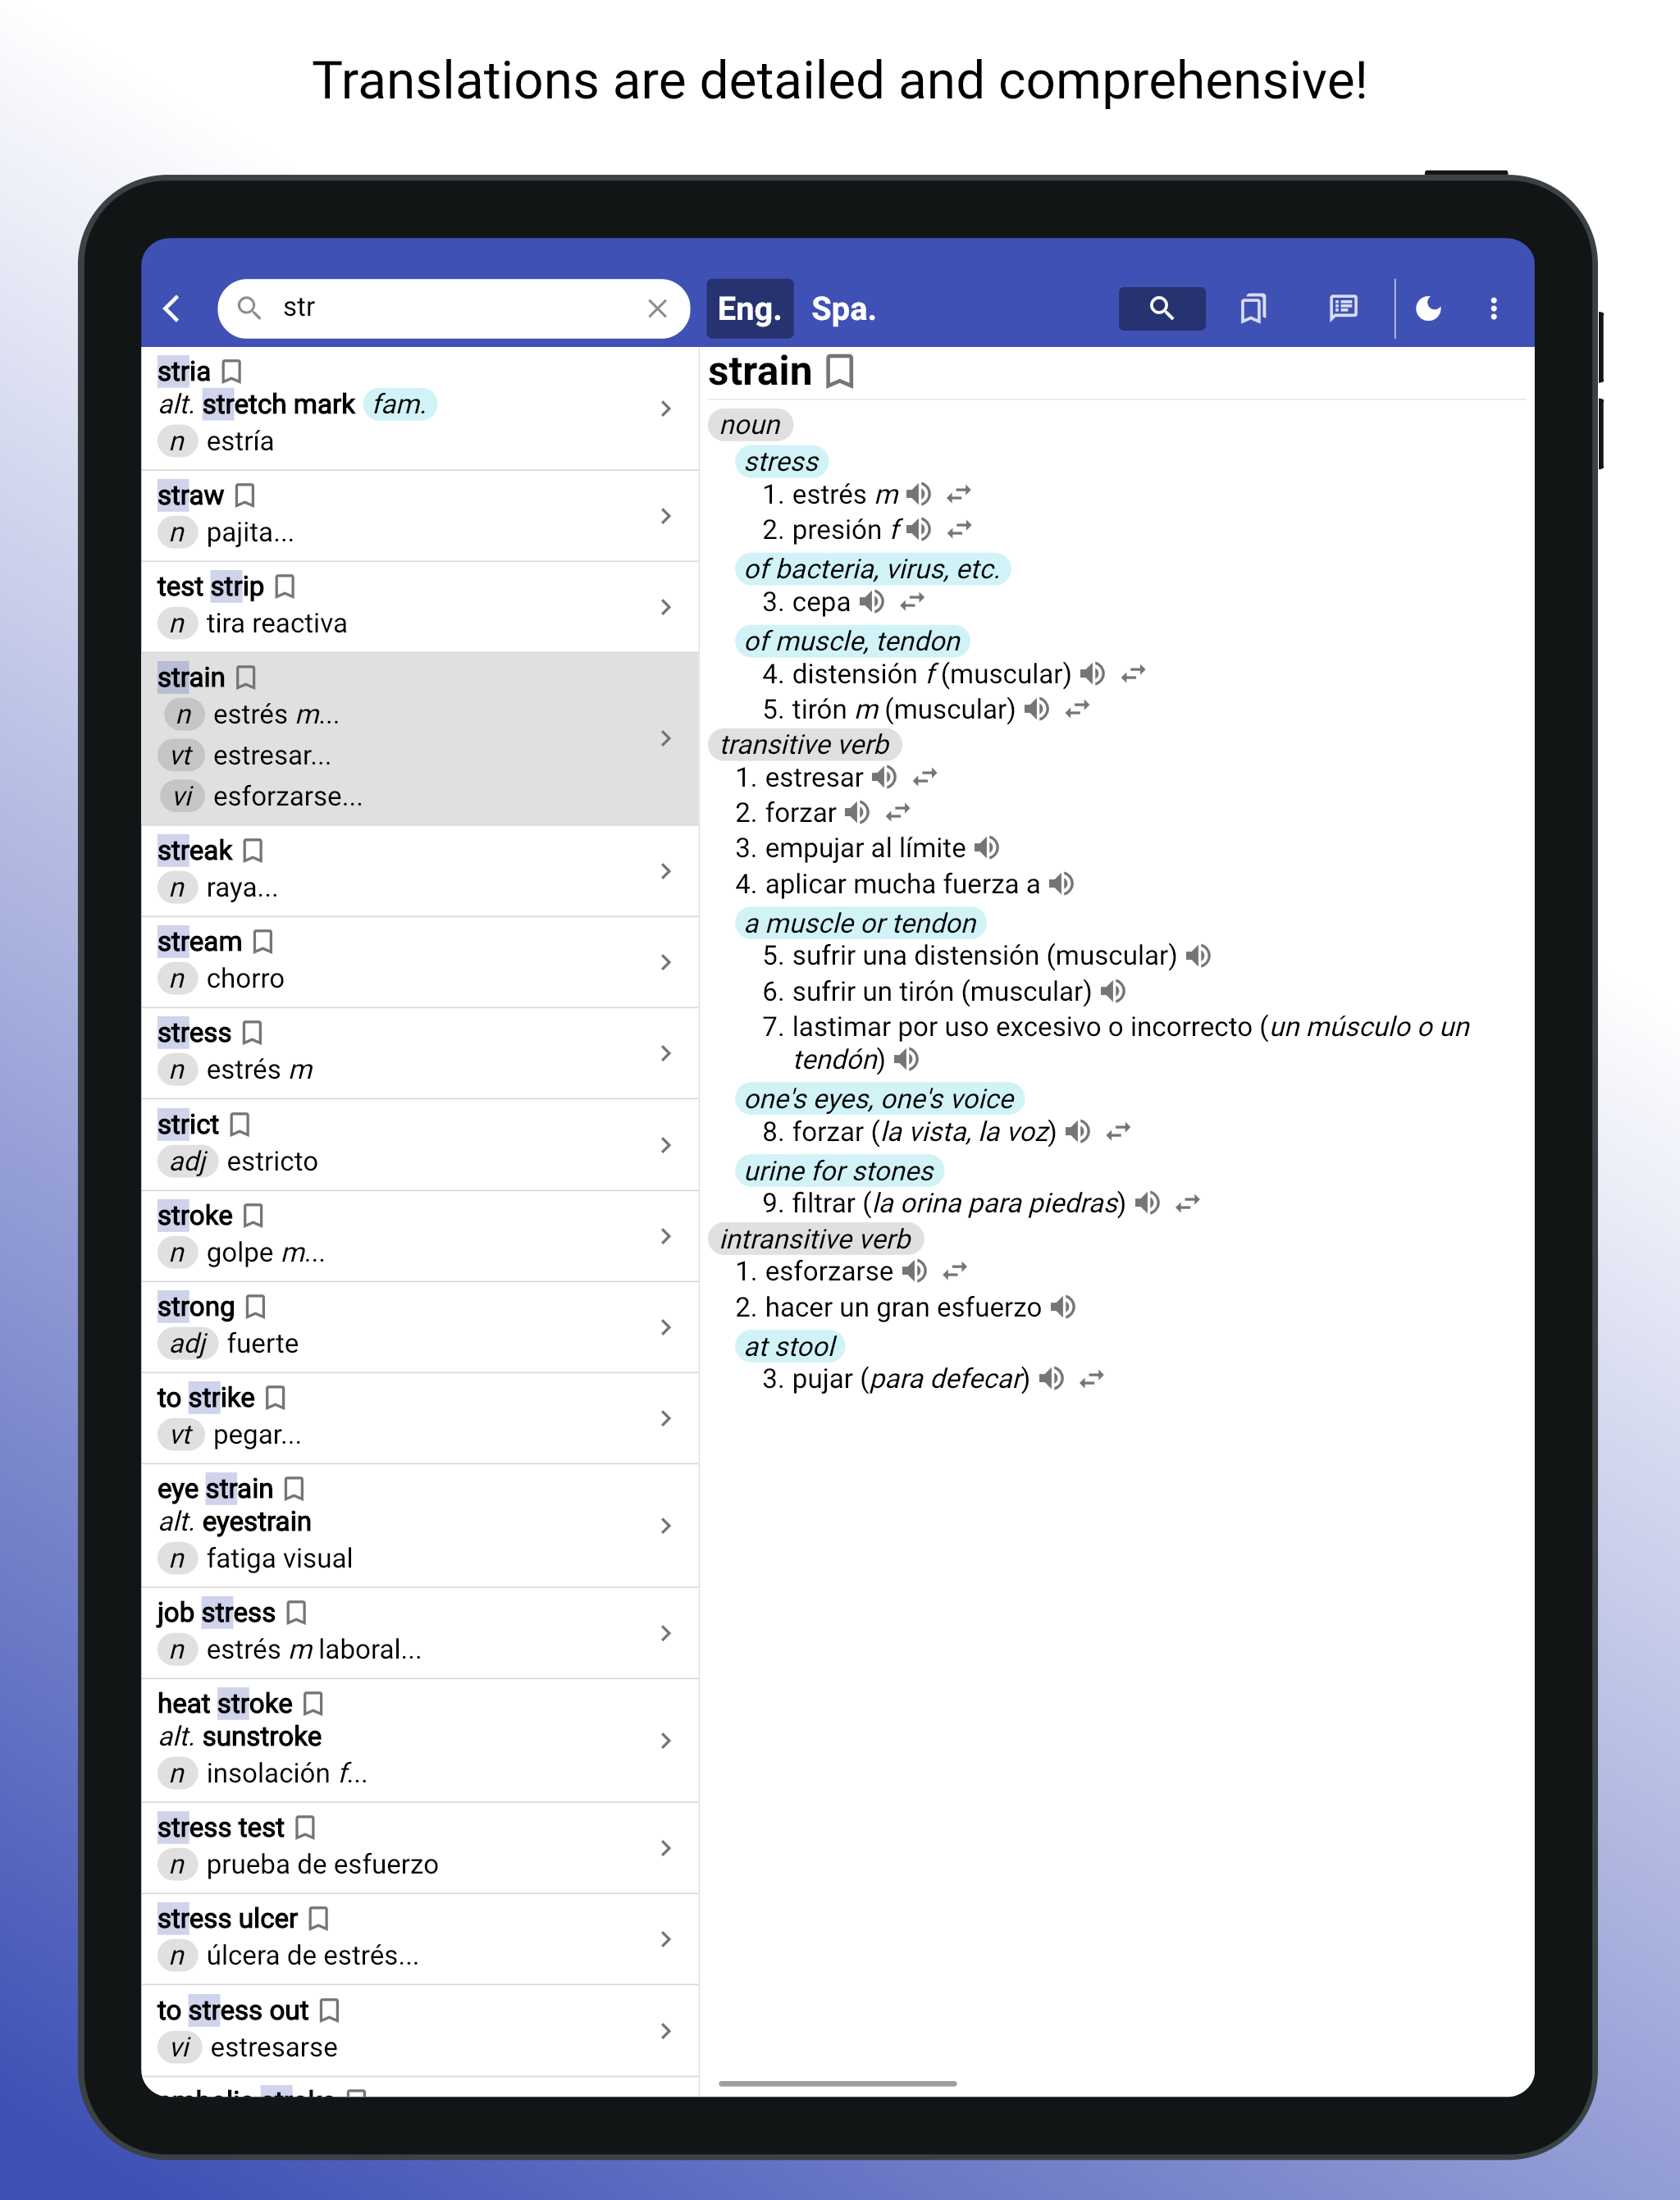 Translations are detailed and comprehensive!
str
Eng.
Spa.
stria
alt. stretch mark fam.
n estría
straw
n pajita...
test strip
n tira reactiva
strain
n estrés m...
vt estresar...
vi esforzarse...
streak
n raya...
stream
n chorro
stress
n estrés m
strict
adj estricto
stroke
n golpe m...
strong
adj fuerte
to strike
vt pegar...
eye strain
alt. eyestrain
n fatiga visual
job stress
n estrés m laboral...
heat stroke
alt. sunstroke
n insolación f...
stress test
n prueba de esfuerzo
stress ulcer
n úlcera de estrés...
to stress out
vi estresarse
strain
noun
stress
1. estrés m
2. presión f
of bacteria, virus, etc.
3. cepa
of muscle, tendon
4. distensión f (muscular)
5. tirón m (muscular)
transitive verb
1. estresar
2. forzar
3. empujar al límite
4. aplicar mucha fuerza a
a muscle or tendon
5. sufrir una distensión (muscular)
6. sufrir un tirón (muscular)
7. lastimar por uso excesivo o incorrecto (un músculo o un
tendón)
one's eyes, one's voice
8. forzar (la vista, la voz)
urine for stones
9. filtrar (la orina para piedras)
intransitive verb
1. esforzarse
2. hacer un gran esfuerzo
at stool
3. pujar (para defecar)